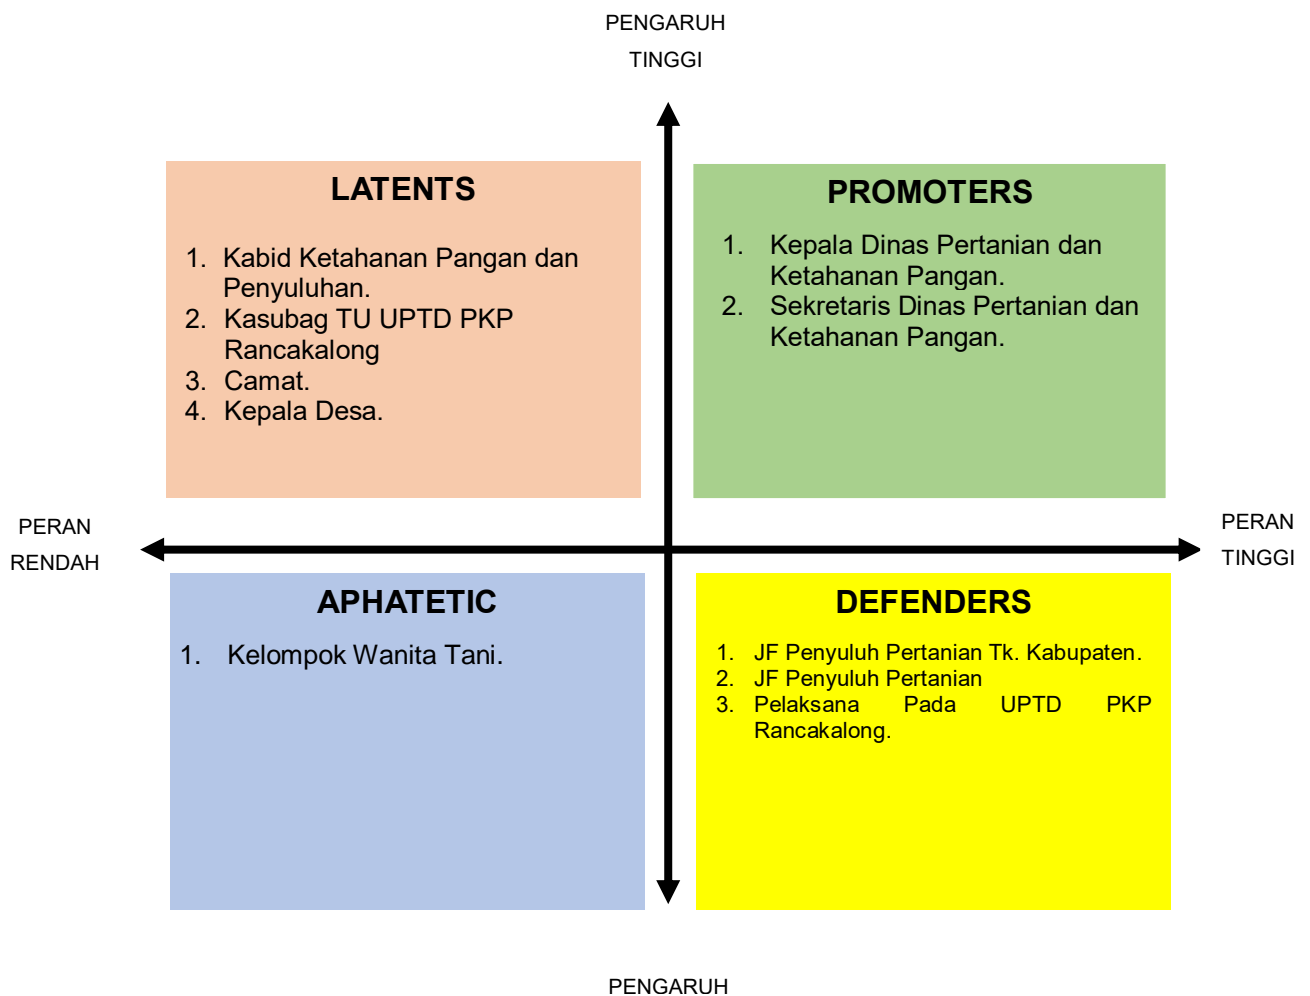 PENGARUH
TINGGI
LATENTS
1. Kabid Ketahanan Pangan dan
Penyuluhan.
2. Kasubag TU UPTD PKP
Rancakalong
3. Camat.
4. Kepala Desa.
PROMOTERS
1. Kepala Dinas Pertanian dan
Ketahanan Pangan.
2. Sekretaris Dinas Pertanian dan
Ketahanan Pangan.
PERAN
RENDAH
PERAN
TINGGI
APHATETIC
1. Kelompok Wanita Tani.
DEFENDERS
1. JF Penyuluh Pertanian Tk. Kabupaten.
2. JF Penyuluh Pertanian
3. Pelaksana Pada UPTD PKP
Rancakalong.
PENGARUH